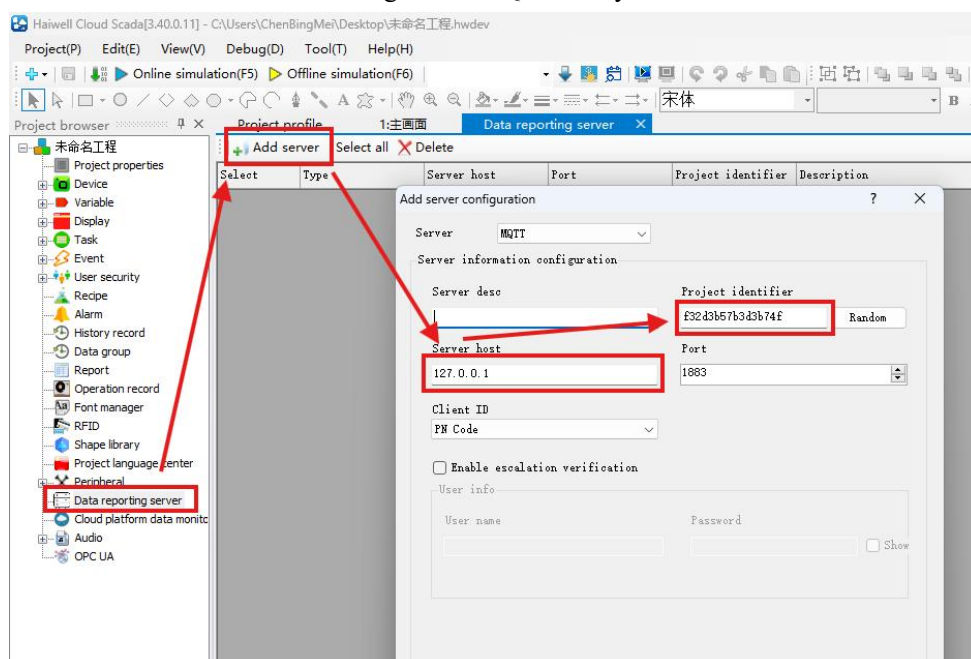 Haiwell Cloud Scada[3.40.0.11] - C:\Users\ChenBingMei\Desktop\未命名工程.hwdev
Project(P) Edit(E) View(V) Debug(D) Tool(T) Help(H)
Online simulation(F5) Offline simulation(F6)
A 宋体 B
Project browser
Project profile 1:主画面 Data reporting server
Add server Select all Delete
Select Type Server host Port Project identifier Description
未命名工程
Project properties
Device
Variable
Display
Task
Event
User security
Recipe
Alarm
History record
Data group
Report
Operation record
Font manager
RFID
Shape library
Project language center
Peripheral
Data reporting server
Cloud platform data monitc
Audio
OPC UA
Add server configuration ? X
Server MQTT
Server information configuration
Server desc Project identifier
f32d3b57b3d3b74f Random
Server host Port
127.0.0.1 1883
Client ID
PN Code
Enable escalation verification
User info
User name Password
Show